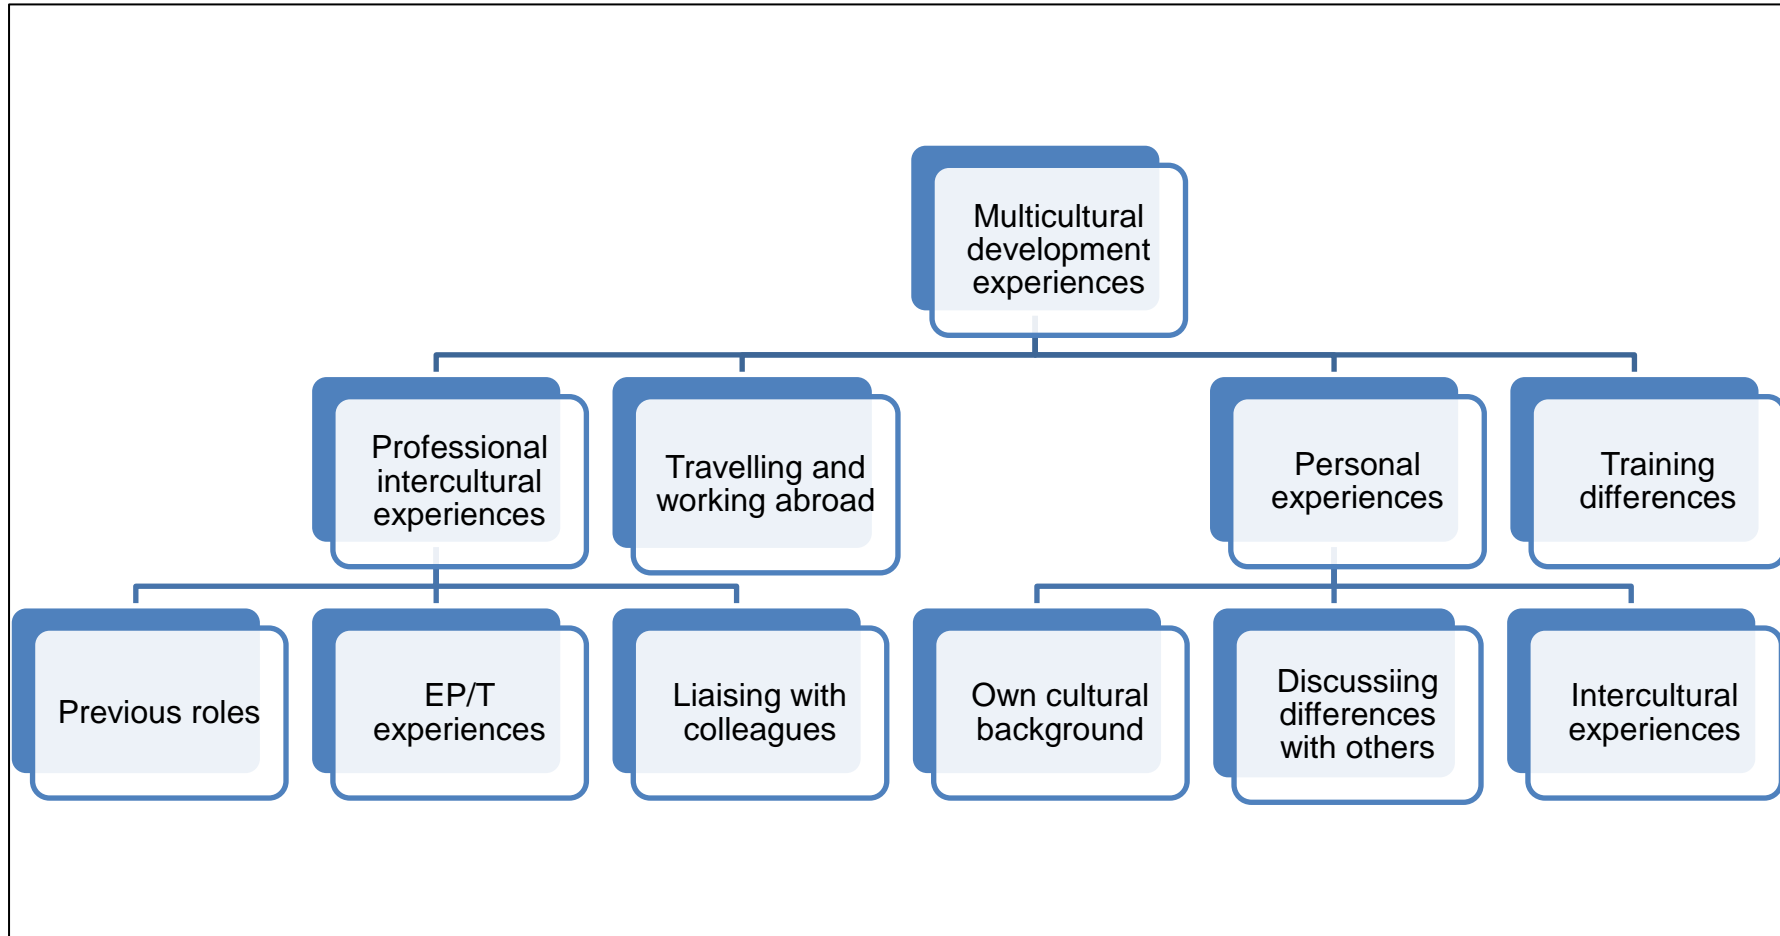 Multicultural
development
experiences
Professional
intercultural
experiences
Travelling and
working abroad
Personal
experiences
Training
differences
Previous roles
EP/T
experiences
Liaising with
colleagues
Own cultural
background
Discussiing
differences
with others
Intercultural
experiences